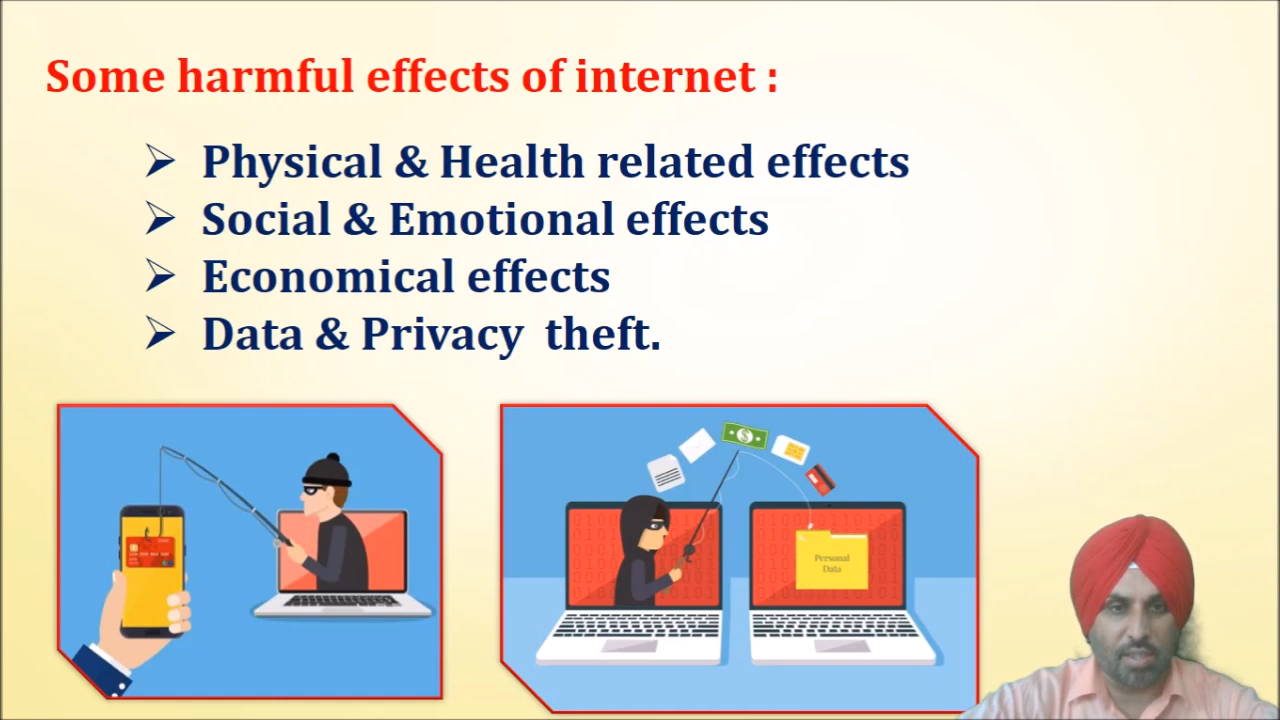 Some harmful effects of internet :
➢ Physical & Health related effects
➢ Social & Emotional effects
➢ Economical effects
➢ Data & Privacy theft.
Personal
Data